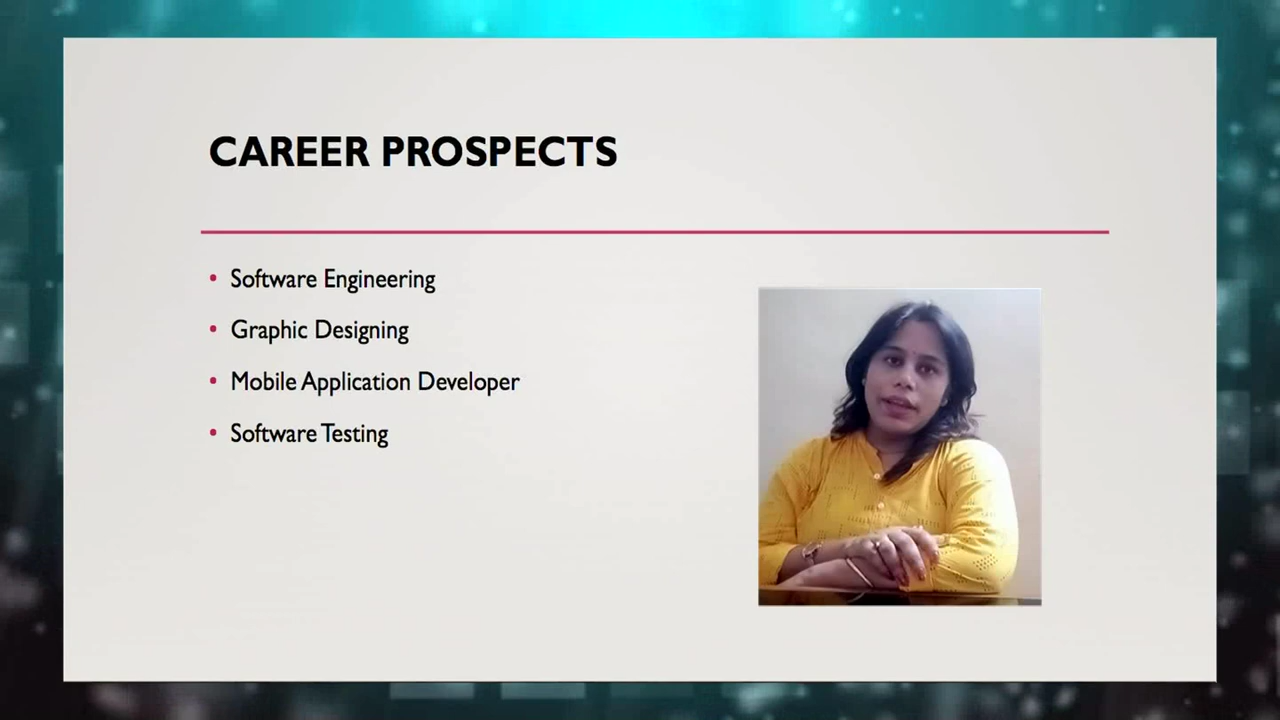 CAREER PROSPECTS
• Software Engineering
• Graphic Designing
• Mobile Application Developer
• Software Testing